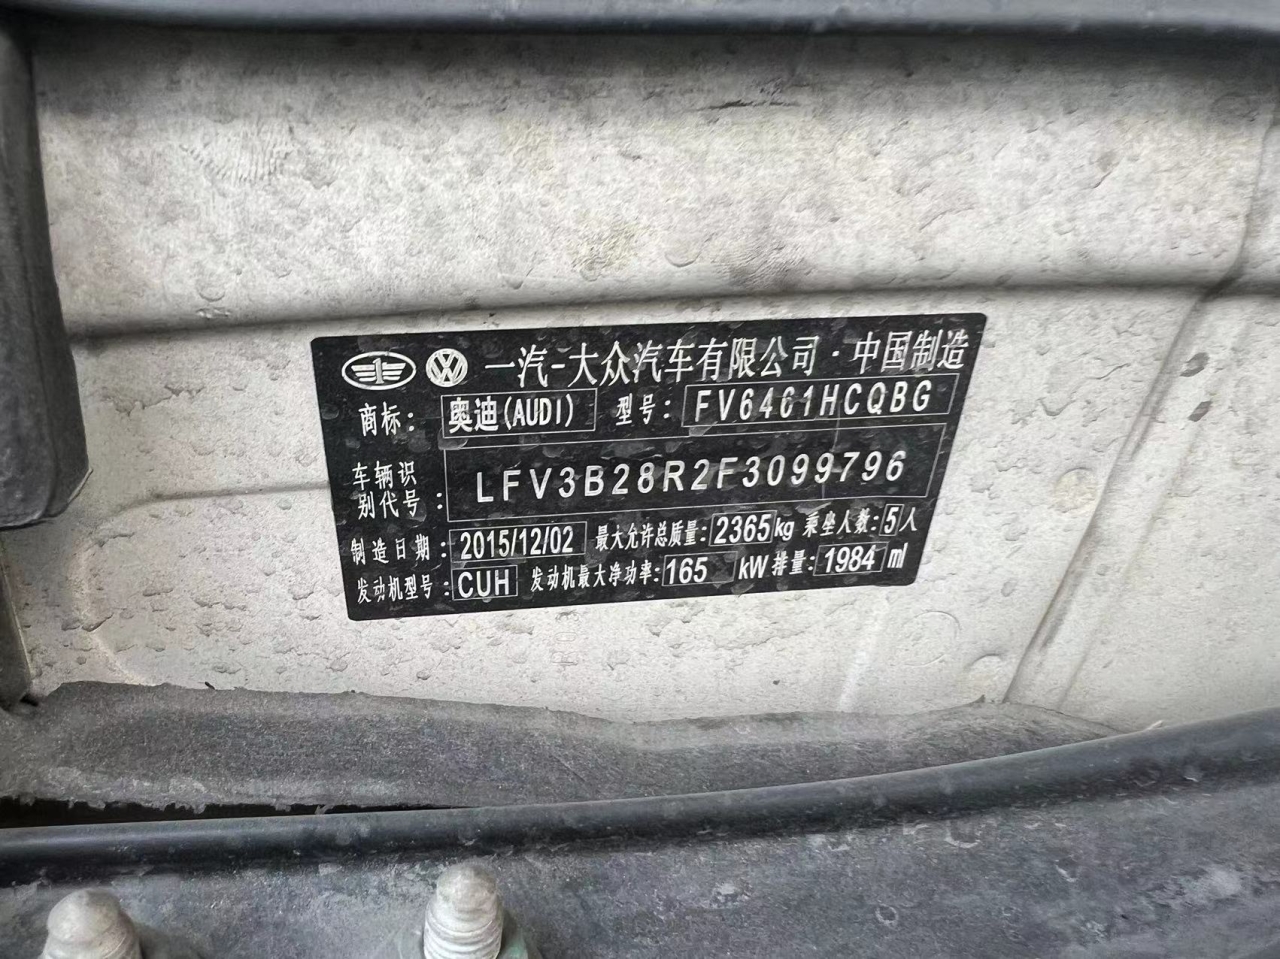 一汽-大众汽车有限公司·中国制造
商标: 奥迪(AUDI) 型号: FV6461HCQBG
车辆识别代号: LFV3B28R2F3099796
制造日期: 2015/12/02 最大允许总质量: 2365kg 乘坐人数: 5人
发动机型号: CUH 发动机最大净功率: 165 kW 排量: 1984 ml